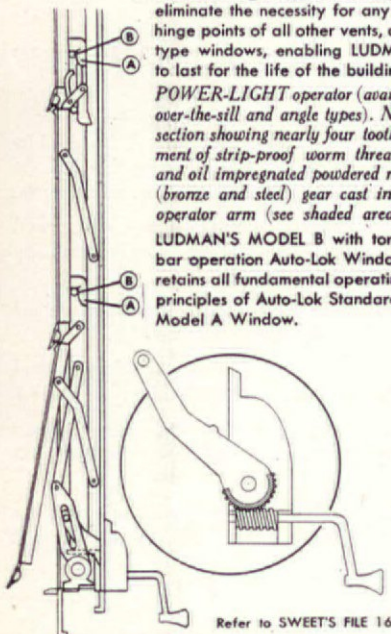 eliminate the necessity for any
hinge points of all other vents,
type windows, enabling LUDM
to last for the life of the buildin
POWER-LIGHT operator (avai
over-the-sill and angle types). N
section showing nearly four tooth
ment of strip-proof worm threa
and oil impregnated powdered
(bronze and steel) gear cast in
operator arm (see shaded area
LUDMAN'S MODEL B with tor
bar operation Auto-Lok Windo
retains all fundamental operatin
principles of Auto-Lok Standar
Model A Window.
B
A
B
A
Refer to SWEET'S FILE 16